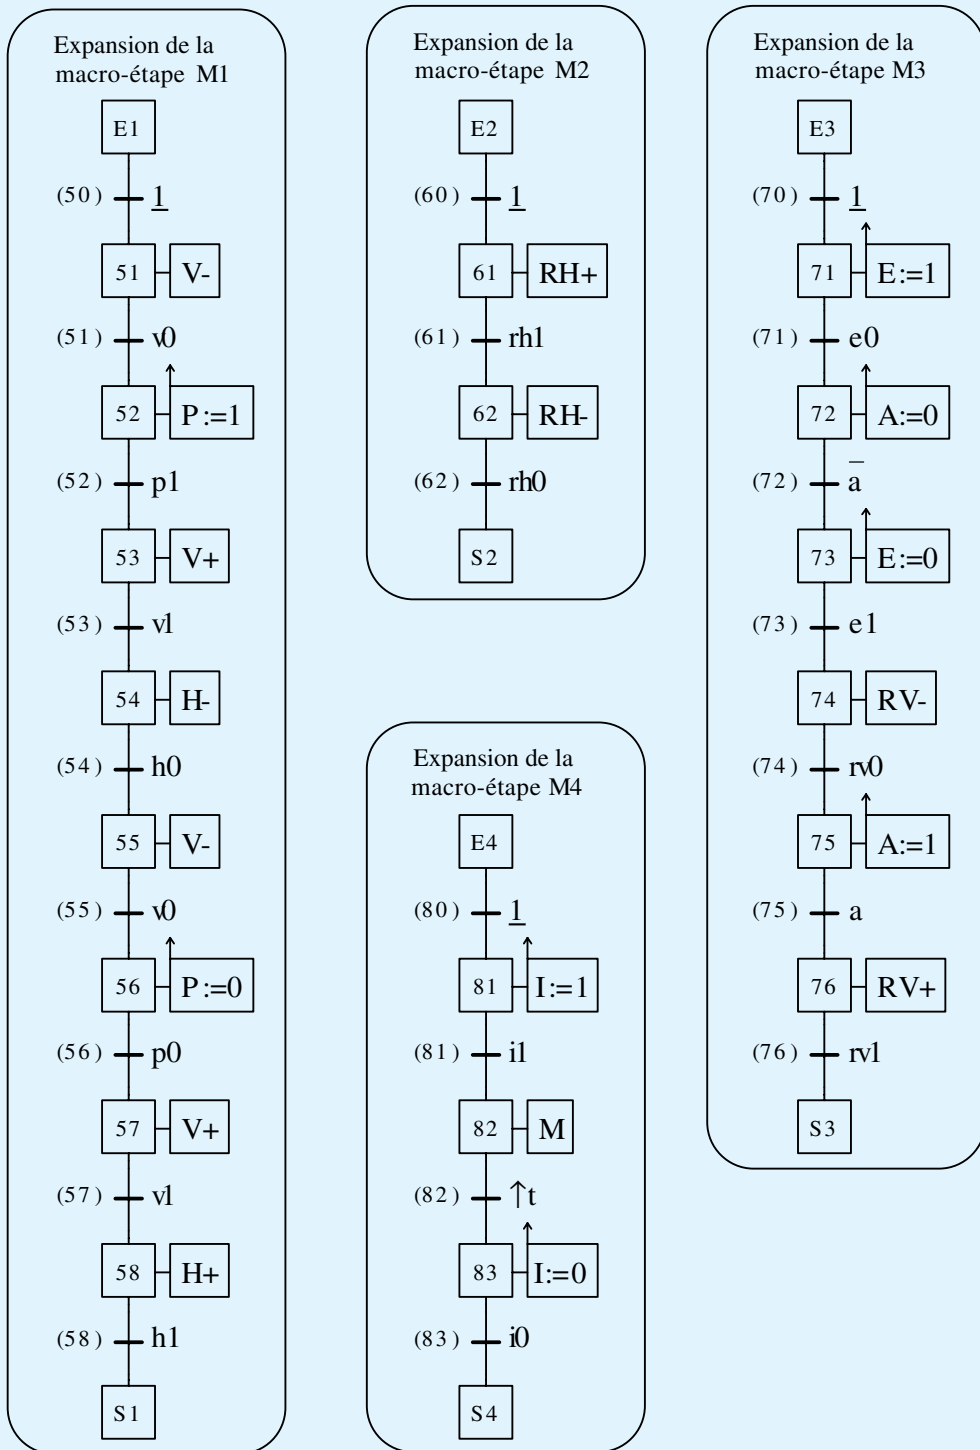 Expansion de la
macro-étape M1
E1
(50) 1
51 V-
(51) v0
52 P:=1
(52) p1
53 V+
(53) v1
54 H-
(54) h0
55 V-
(55) v0
56 P:=0
(56) p0
57 V+
(57) v1
58 H+
(58) h1
S1
Expansion de la
macro-étape M2
E2
(60) 1
61 RH+
(61) rh1
62 RH-
(62) rh0
S2
Expansion de la
macro-étape M4
E4
(80) 1
81 I:=1
(81) i1
82 M
(82) ↑t
83 I:=0
(83) i0
S4
Expansion de la
macro-étape M3
E3
(70) 1
71 E:=1
(71) e0
72 A:=0
(72) a̅
73 E:=0
(73) e1
74 RV-
(74) rv0
75 A:=1
(75) a
76 RV+
(76) rv1
S3